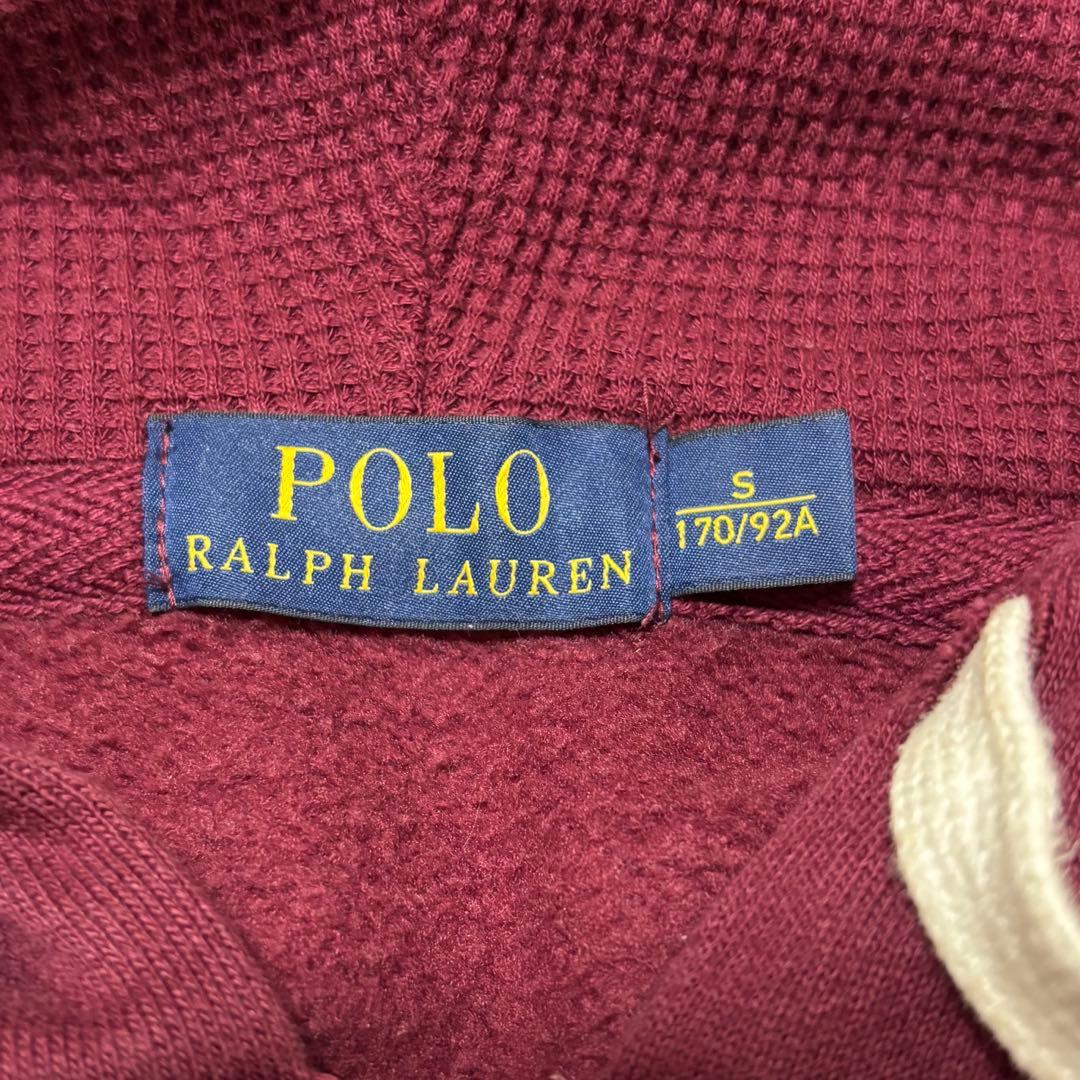 POLO
RALPH LAUREN
S
170/92A